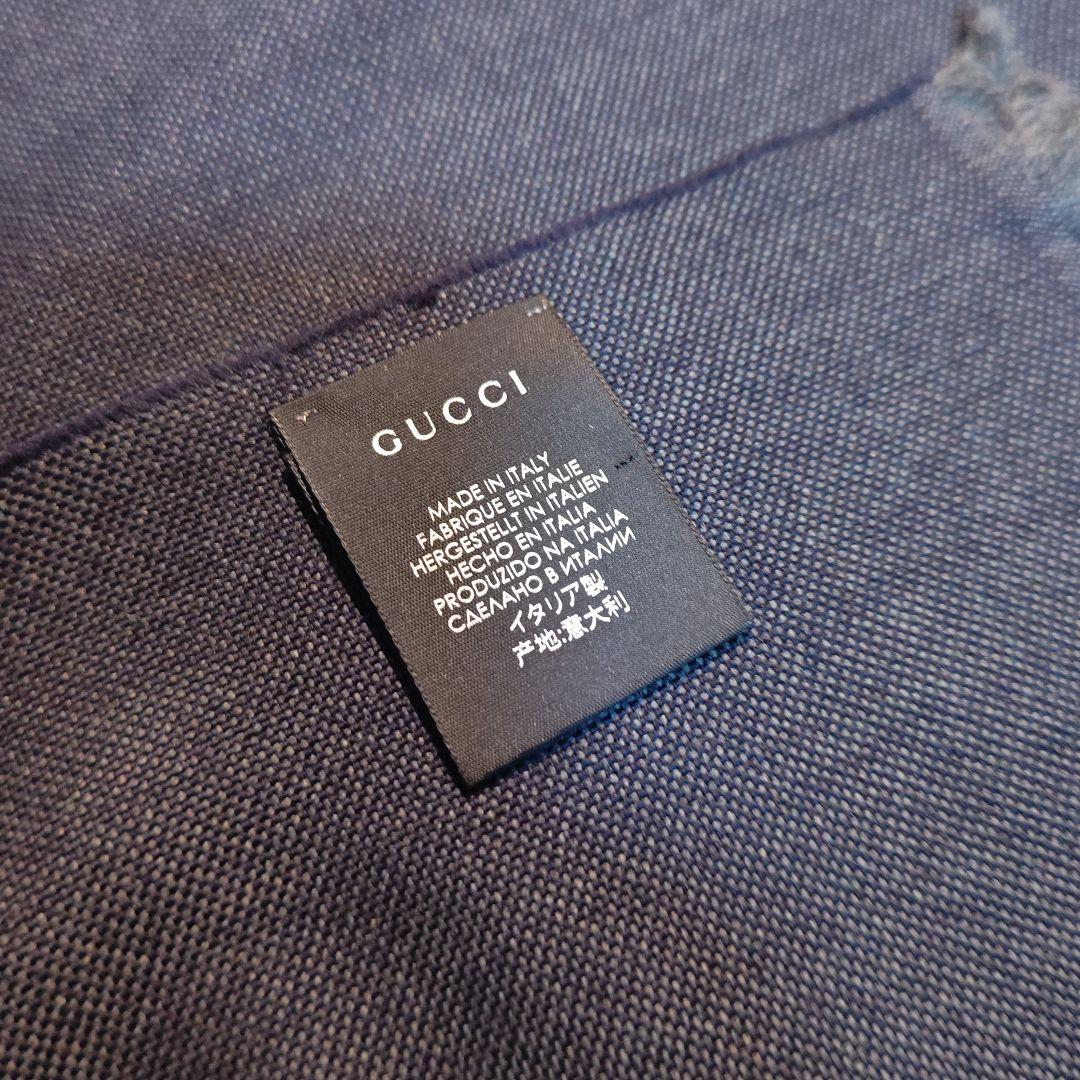 GUCCI
MADE IN ITALY
FABRIQUE EN ITALIE
HERGESTELLT IN ITALIEN
HECHO EN ITALIA
PRODUZIDO NA ITALIA
СДЕЛАНО В ИТАЛИИ
イタリア製
产地:意大利